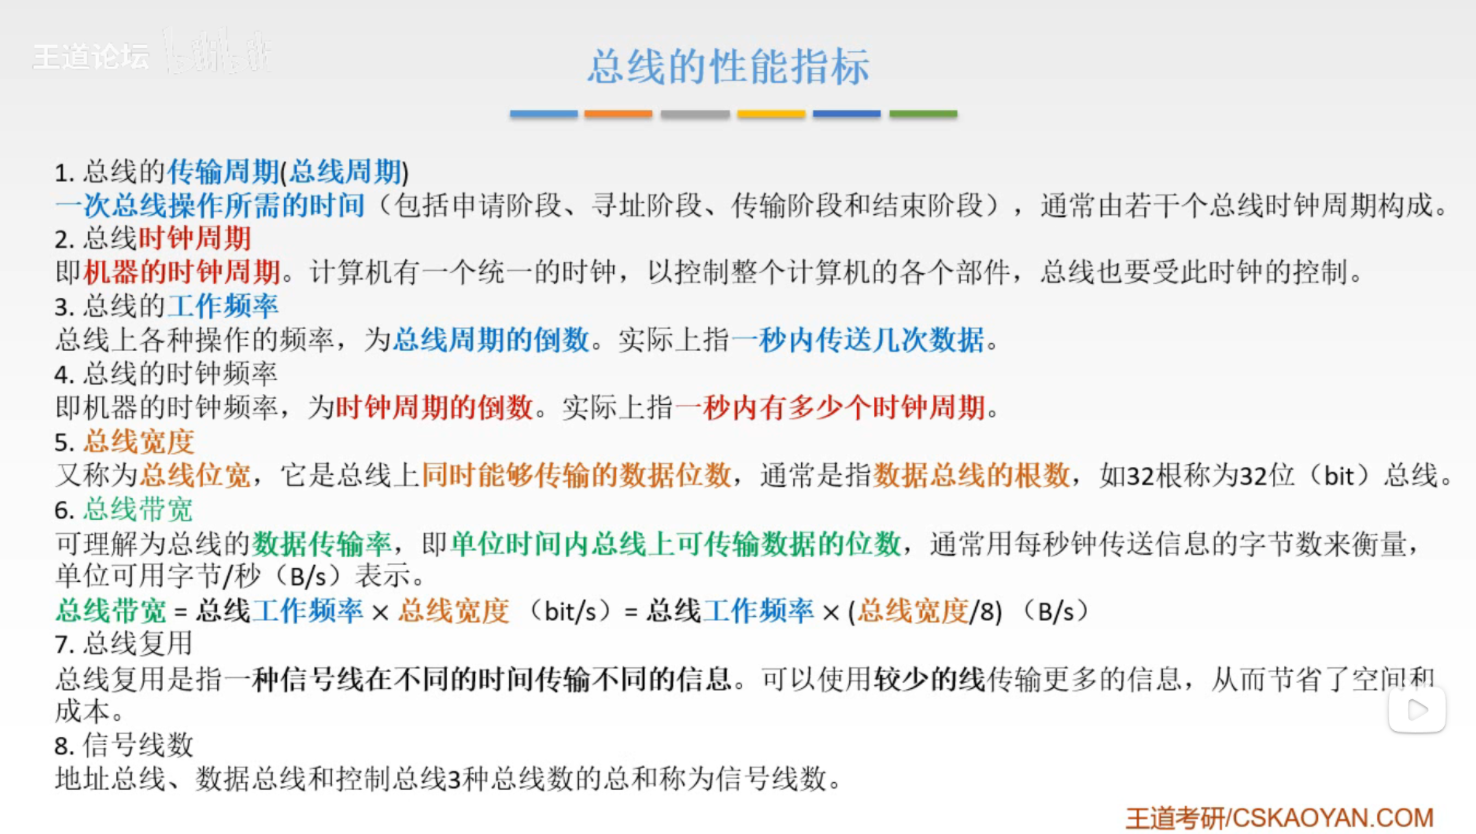 王道论坛 bilibili
总线的性能指标
1. 总线的传输周期(总线周期)
一次总线操作所需的时间（包括申请阶段、寻址阶段、传输阶段和结束阶段），通常由若干个总线时钟周期构成。
2. 总线时钟周期
即机器的时钟周期。计算机有一个统一的时钟，以控制整个计算机的各个部件，总线也要受此时钟的控制。
3. 总线的工作频率
总线上各种操作的频率，为总线周期的倒数。实际上指一秒内传送几次数据。
4. 总线的时钟频率
即机器的时钟频率，为时钟周期的倒数。实际上指一秒内有多少个时钟周期。
5. 总线宽度
又称为总线位宽，它是总线上同时能够传输的数据位数，通常是指数据总线的根数，如32根称为32位（bit）总线。
6. 总线带宽
可理解为总线的数据传输率，即单位时间内总线上可传输数据的位数，通常用每秒钟传送信息的字节数来衡量，
单位可用字节/秒（B/s）表示。
总线带宽 = 总线工作频率 × 总线宽度 （bit/s）= 总线工作频率 × (总线宽度/8) （B/s）
7. 总线复用
总线复用是指一种信号线在不同的时间传输不同的信息。可以使用较少的线传输更多的信息，从而节省了空间和
成本。
8. 信号线数
地址总线、数据总线和控制总线3种总线数的总和称为信号线数。
王道考研/CSKAOYAN.COM